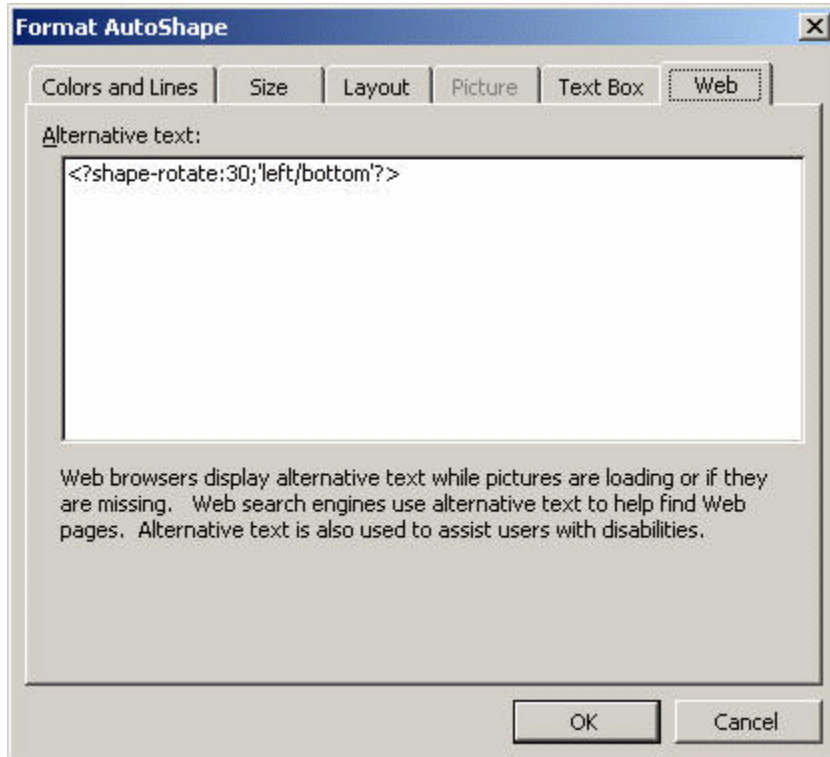 Format AutoShape
Colors and Lines Size Layout Picture Text Box Web
Alternative text:
<?shape-rotate:30;'left/bottom'?>
Web browsers display alternative text while pictures are loading or if they
are missing. Web search engines use alternative text to help find Web
pages. Alternative text is also used to assist users with disabilities.
OK Cancel